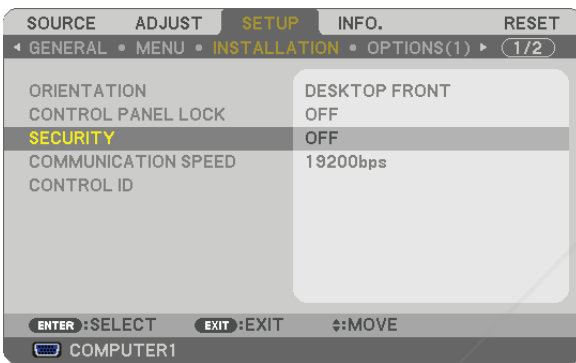 SOURCE ADJUST SETUP INFO. RESET
◂ GENERAL • MENU • INSTALLATION • OPTIONS(1) ▸ 1/2
ORIENTATION DESKTOP FRONT
CONTROL PANEL LOCK OFF
SECURITY OFF
COMMUNICATION SPEED 19200bps
CONTROL ID
ENTER :SELECT EXIT :EXIT ⬍:MOVE
COMPUTER1